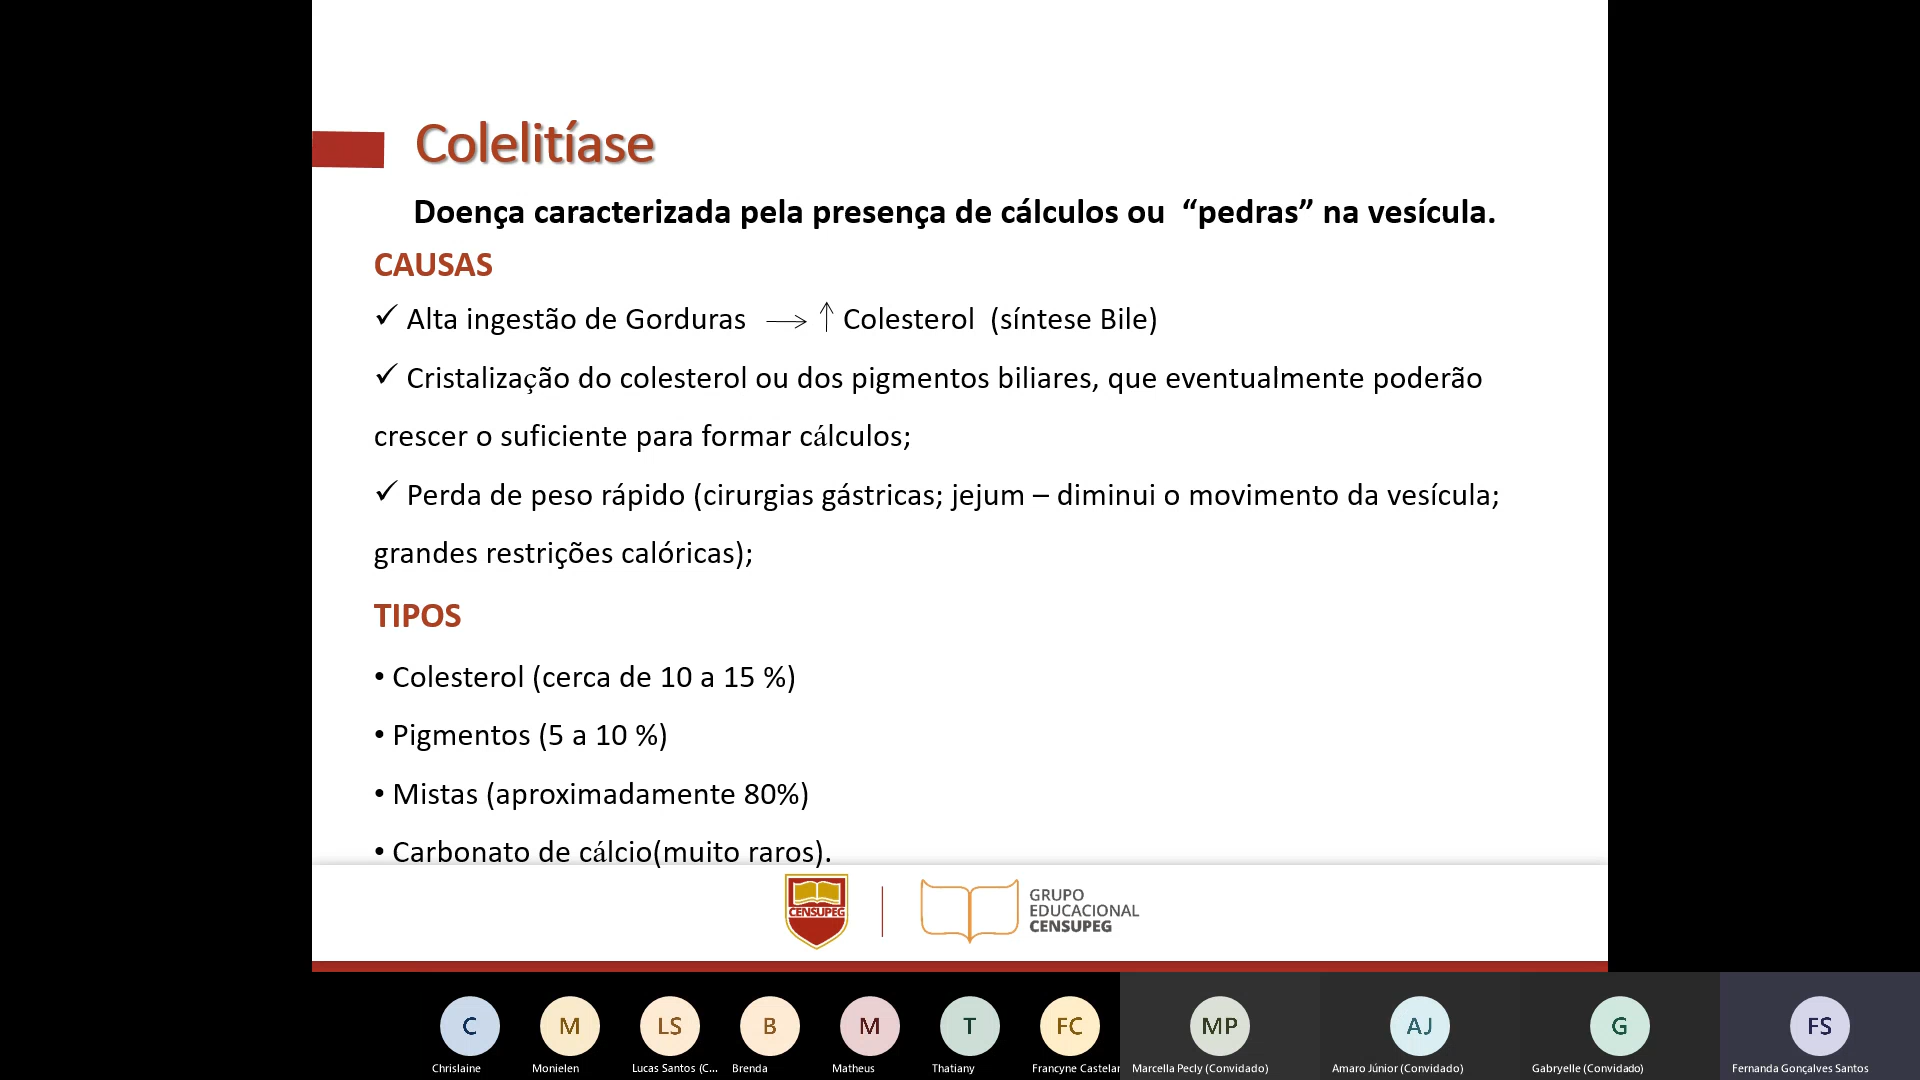 Colelitíase
Doença caracterizada pela presença de cálculos ou “pedras” na vesícula.
CAUSAS
✓ Alta ingestão de Gorduras → ↑ Colesterol (síntese Bile)
✓ Cristalização do colesterol ou dos pigmentos biliares, que eventualmente poderão
crescer o suficiente para formar cálculos;
✓ Perda de peso rápido (cirurgias gástricas; jejum – diminui o movimento da vesícula;
grandes restrições calóricas);
TIPOS
• Colesterol (cerca de 10 a 15 %)
• Pigmentos (5 a 10 %)
• Mistas (aproximadamente 80%)
• Carbonato de cálcio(muito raros).
CENSUPEG
GRUPO
EDUCACIONAL
CENSUPEG
C M LS B M T FC MP AJ G FS
Chrislaine Monielen Lucas Santos (C... Brenda Matheus Thatiany Francyne Castelar Marcella Pecly (Convidado) Amaro Júnior (Convidado) Gabryelle (Convidado) Fernanda Gonçalves Santos